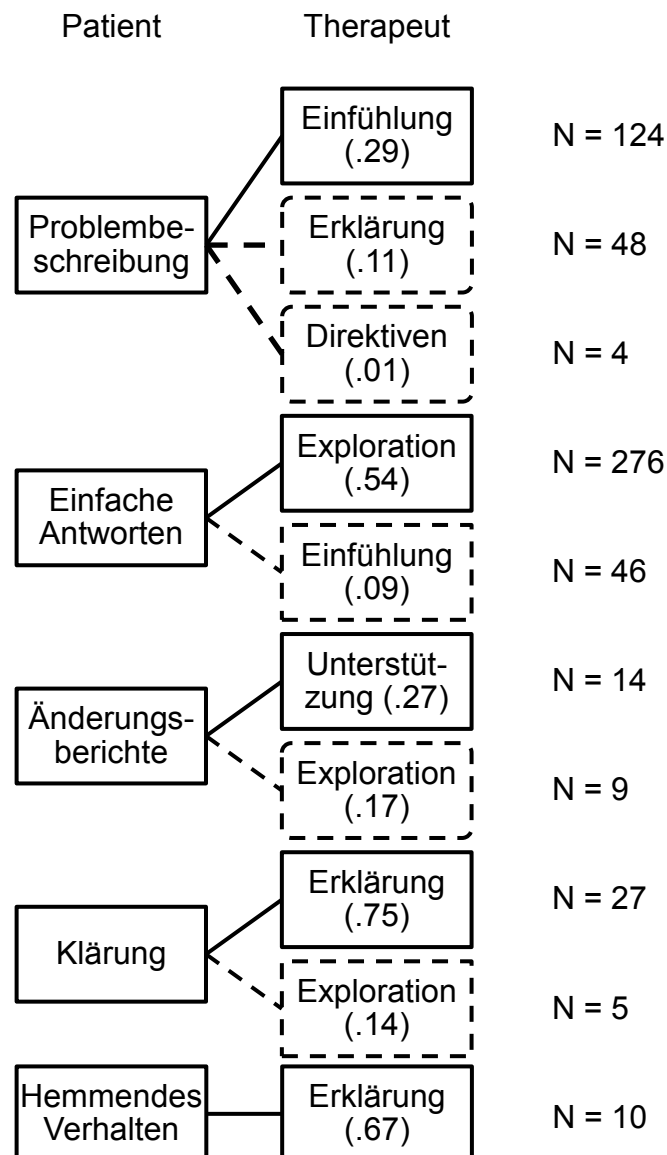 Patient Therapeut
Einfühlung
(.29)
N = 124
Problembe-
schreibung
Erklärung
(.11)
N = 48
Direktiven
(.01)
N = 4
Einfache
Antworten
Exploration
(.54)
N = 276
Einfühlung
(.09)
N = 46
Änderungs-
berichte
Unterstüt-
zung (.27)
N = 14
Exploration
(.17)
N = 9
Klärung
Erklärung
(.75)
N = 27
Exploration
(.14)
N = 5
Hemmendes
Verhalten
Erklärung
(.67)
N = 10